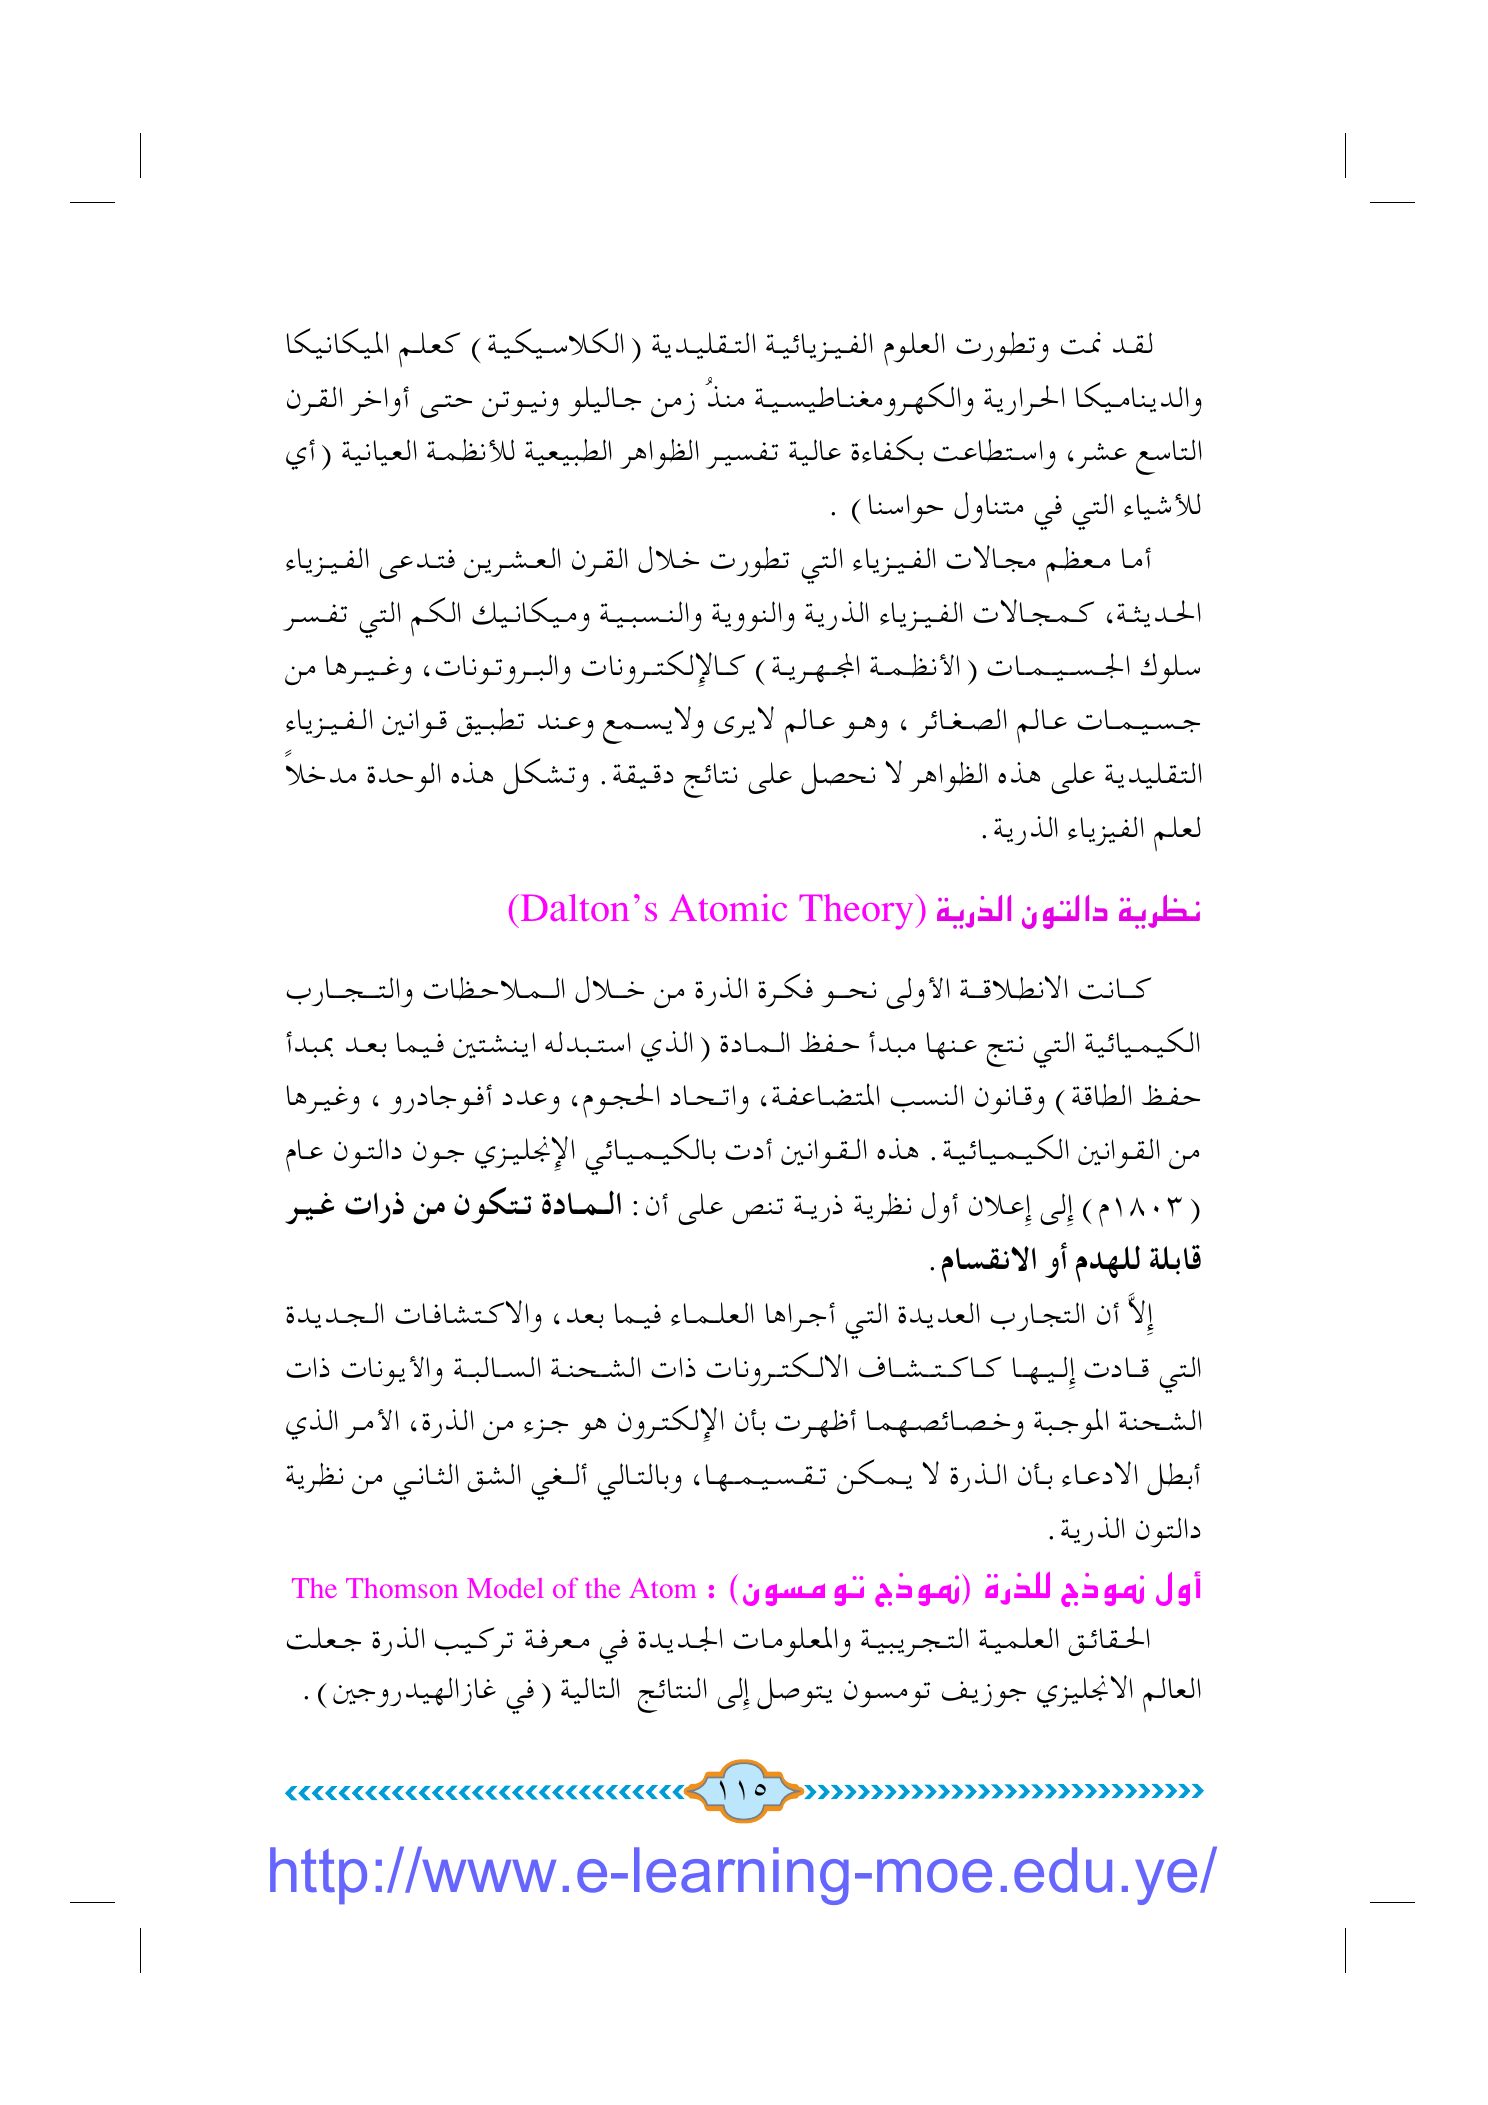 لقد نمت وتطورت العلوم الفيزيائية التقليدية (الكلاسيكية) كعلم الميكانيكا
والديناميكا الحرارية والكهرومغناطيسية منذُ زمن جاليلو ونيوتن حتى أواخر القرن
التاسع عشر، واستطاعت بكفاءة عالية تفسير الظواهر الطبيعية للأنظمة العيانية (أي
للأشياء التي في متناول حواسنا) .
أما معظم مجالات الفيزياء التي تطورت خلال القرن العشرين فتدعى الفيزياء
الحديثة، كمجالات الفيزياء الذرية والنووية والنسبية وميكانيك الكم التي تفسر
سلوك الجسيمات (الأنظمة المجهرية) كالإلكترونات والبروتونات، وغيرها من
جسيمات عالم الصغائر ، وهو عالم لايرى ولايسمع وعند تطبيق قوانين الفيزياء
التقليدية على هذه الظواهر لا نحصل على نتائج دقيقة. وتشكل هذه الوحدة مدخلاً
لعلم الفيزياء الذرية.
نظرية دالتون الذرية (Dalton’s Atomic Theory)
كانت الانطلاقة الأولى نحو فكرة الذرة من خلال الملاحظات والتجارب
الكيميائية التي نتج عنها مبدأ حفظ المادة (الذي استبدله اينشتين فيما بعد بمبدأ
حفظ الطاقة) وقانون النسب المتضاعفة، واتحاد الحجوم، وعدد أفوجادرو ، وغيرها
من القوانين الكيميائية. هذه القوانين أدت بالكيميائي الإنجليزي جون دالتون عام
(١٨٠٣م) إلى إعلان أول نظرية ذرية تنص على أن: المادة تتكون من ذرات غير
قابلة للهدم أو الانقسام.
إلاَّ أن التجارب العديدة التي أجراها العلماء فيما بعد، والاكتشافات الجديدة
التي قادت إليها كاكتشاف الالكترونات ذات الشحنة السالبة والأيونات ذات
الشحنة الموجبة وخصائصهما أظهرت بأن الإلكترون هو جزء من الذرة، الأمر الذي
أبطل الادعاء بأن الذرة لا يمكن تقسيمها، وبالتالي ألغي الشق الثاني من نظرية
دالتون الذرية.
أول نموذج للذرة (نموذج تومسون) : The Thomson Model of the Atom
الحقائق العلمية التجريبية والمعلومات الجديدة في معرفة تركيب الذرة جعلت
العالم الانجليزي جوزيف تومسون يتوصل إلى النتائج التالية (في غازالهيدروجين).
١١٥
http://www.e-learning-moe.edu.ye/